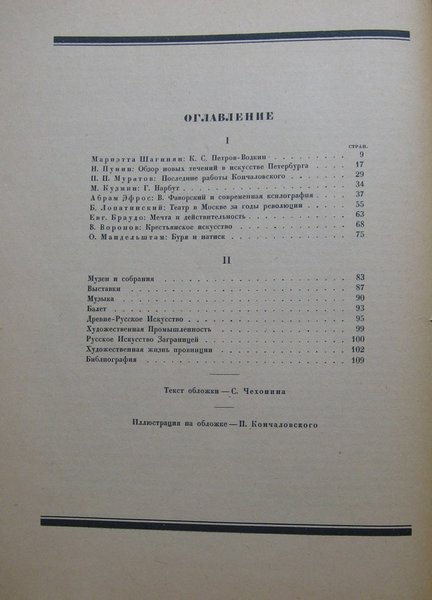 ОГЛАВЛЕНИЕ
I
СТРАН.
Мариэтта Шагинян: К. С. Петров-Водкин 9
Н. Пунин: Обзор новых течений в искусстве Петербурга 17
П. П. Муратов: Последние работы Кончаловского 29
М. Кузмин: Г. Нарбут 34
Абрам Эфрос: В. Фаворский и современная ксилография 37
Б. Лопатинский: Театр в Москве за годы революции 55
Евг. Браудо: Мечта и действительность 63
В. Воронов: Крестьянское искусство 68
О. Мандельштам: Буря и натиск 75
II
Музеи и собрания 83
Выставки 87
Музыка 90
Балет 93
Древне-Русское Искусство 95
Художественная Промышленность 99
Русское Искусство Заграницей 100
Художественная жизнь провинции 102
Библиография 109
Текст обложки—С. Чехонина
Иллюстрация на обложке—П. Кончаловского